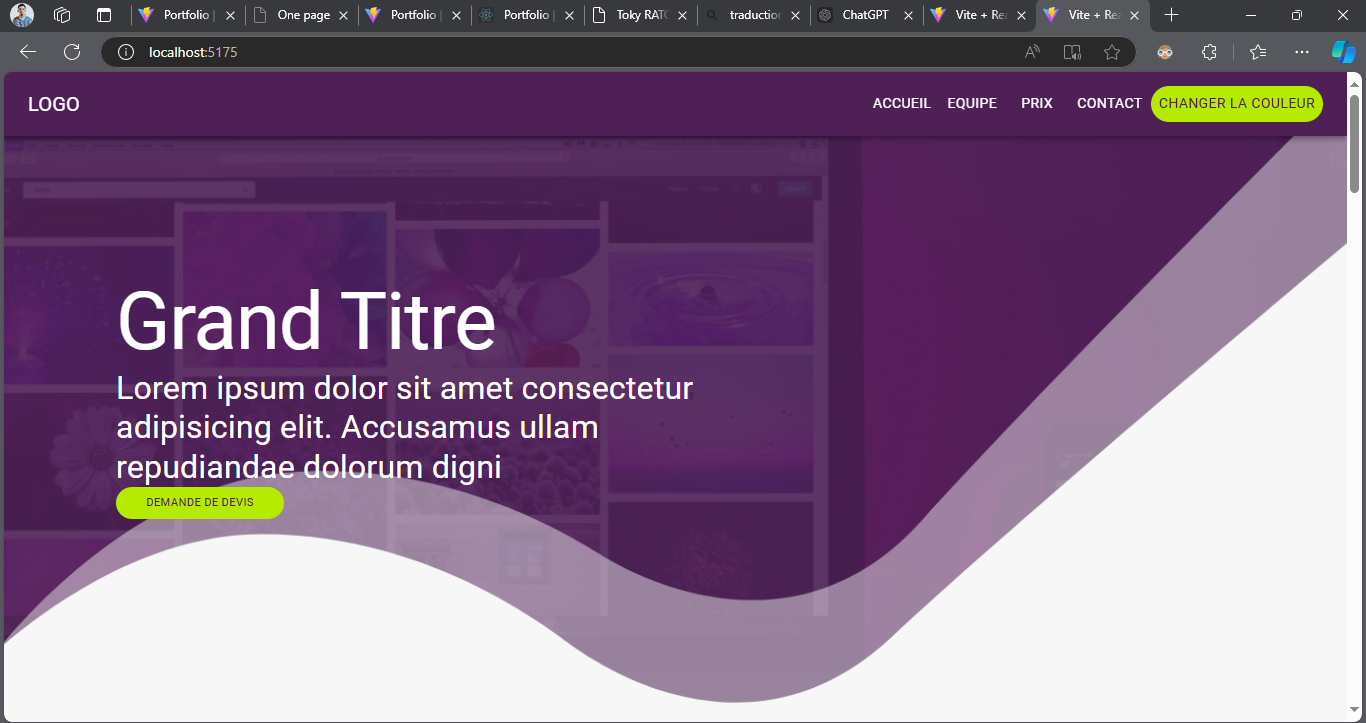 Portfolio |
One page
Portfolio |
Portfolio |
Toky RATO
traduction
ChatGPT
Vite + Rea
Vite + Rea
localhost:5175
LOGO
ACCUEIL EQUIPE PRIX CONTACT CHANGER LA COULEUR
Grand Titre
Lorem ipsum dolor sit amet consectetur
adipisicing elit. Accusamus ullam
repudiandae dolorum digni
DEMANDE DE DEVIS